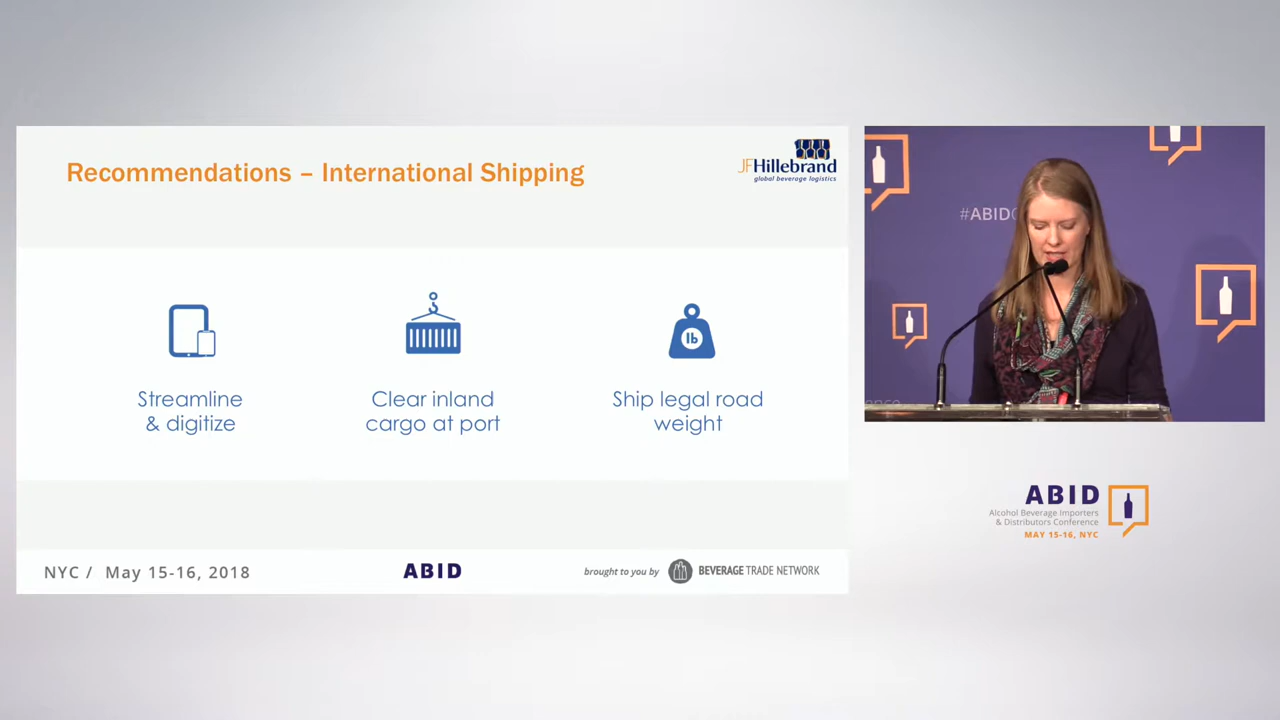 Recommendations – International Shipping
JFHillebrand
global beverage logistics
lb
Streamline
& digitize
Clear inland
cargo at port
Ship legal road
weight
NYC / May 15-16, 2018
ABID
brought to you by
BEVERAGE TRADE NETWORK
#ABID
ABID
Alcohol Beverage Importers
& Distributors Conference
MAY 15-16, NYC